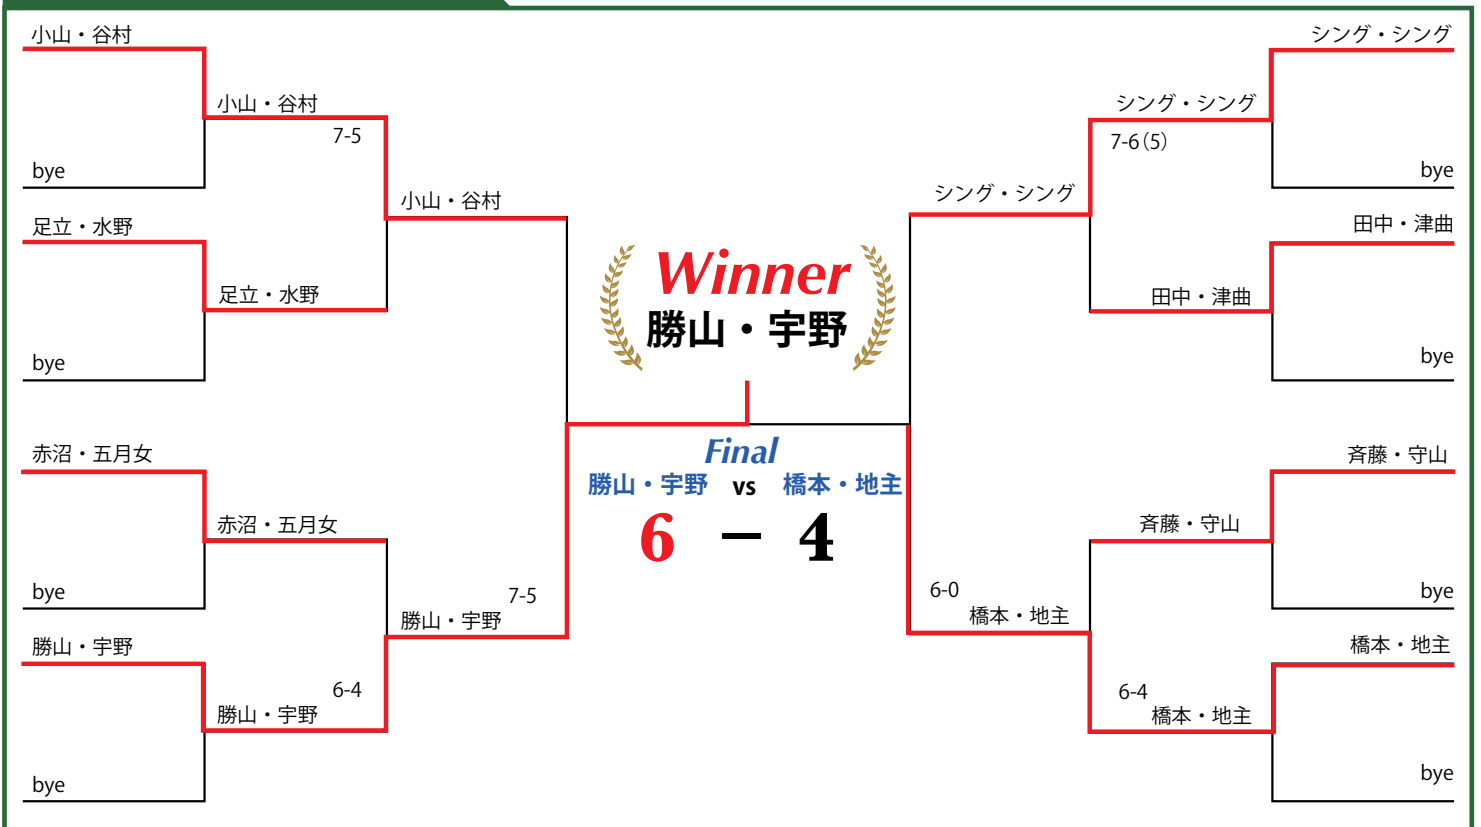 小山・谷村
小山・谷村
7-5
bye
小山・谷村
足立・水野
足立・水野
bye
赤沼・五月女
赤沼・五月女
bye
7-5
勝山・宇野
勝山・宇野
6-4
勝山・宇野
bye
Winner
勝山・宇野
Final
勝山・宇野 vs 橋本・地主
6 － 4
シング・シング
シング・シング
7-6(5)
bye
シング・シング
田中・津曲
田中・津曲
bye
斉藤・守山
斉藤・守山
bye
6-0
橋本・地主
橋本・地主
6-4
橋本・地主
bye